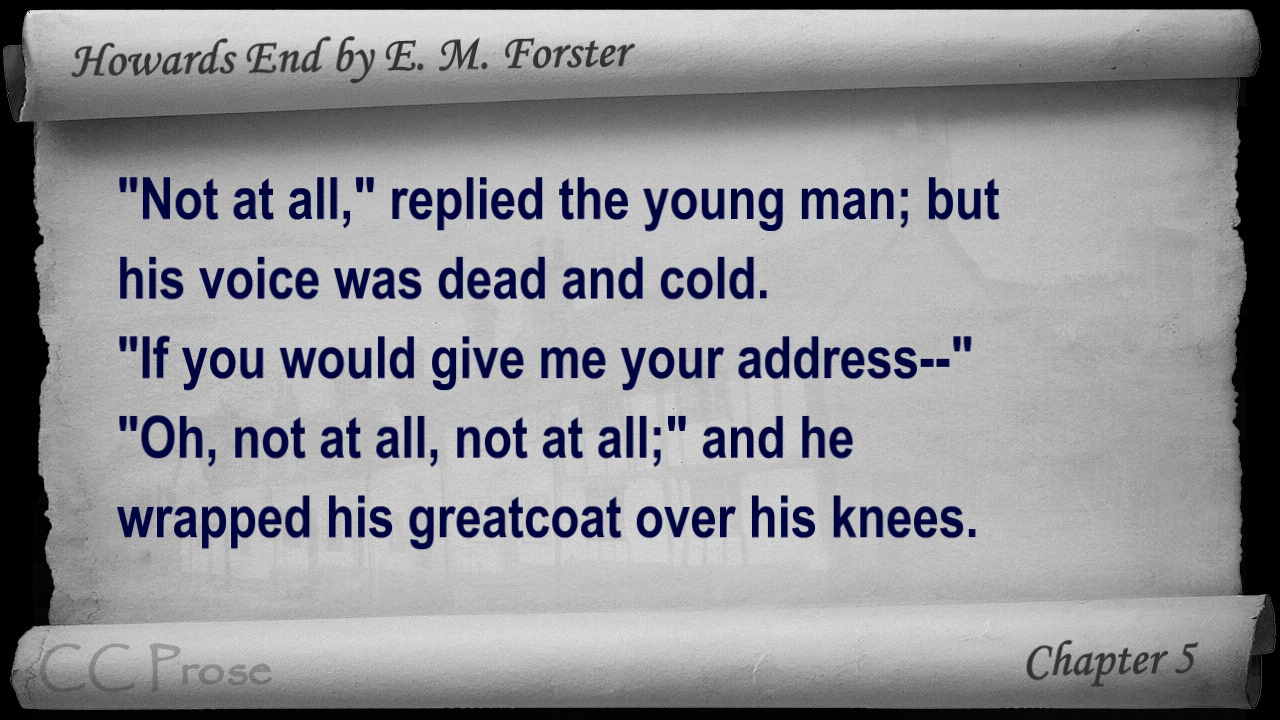 Howards End by E. M. Forster
"Not at all," replied the young man; but
his voice was dead and cold.
"If you would give me your address--"
"Oh, not at all, not at all;" and he
wrapped his greatcoat over his knees.
CC Prose
Chapter 5